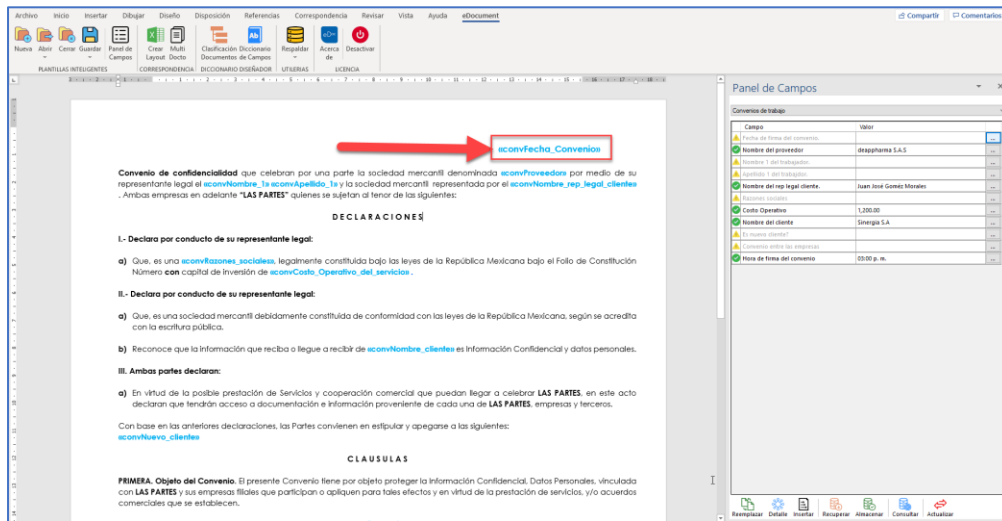 Archivo Inicio Insertar Dibujar Diseño Disposición Referencias Correspondencia Revisar Vista Ayuda eDocument Compartir Comentarios
Nueva Abrir Cerrar Guardar Panel de Campos Crear Layout Multi Docto Clasificación Documentos Diccionario de Campos Respaldar Acerca de Desactivar
PLANTILLAS INTELIGENTES CORRESPONDENCIA DICCIONARIO DISEÑADOR UTILERIAS LICENCIA
«convFecha_Convenio»
Convenio de confidencialidad que celebran por una parte la sociedad mercantil denominada «convProveedor» por medio de su
representante legal el «convNombre_1» «convApellido_1» y la sociedad mercantil representada por el «convNombre_rep_legal_cliente»
. Ambas empresas en adelante “LAS PARTES” quienes se sujetan al tenor de las siguientes:
DECLARACIONES
I.- Declara por conducto de su representante legal:
a) Que, es una «convRazones_sociales», legalmente constituida bajo las leyes de la República Mexicana bajo el Folio de Constitución
Número con capital de inversión de «convCosto_Operativo_del_servicio» .
II.- Declara por conducto de su representante legal:
a) Que, es una sociedad mercantil debidamente constituida de conformidad con las leyes de la República Mexicana, según se acredita
con la escritura pública.
b) Reconoce que la información que reciba o llegue a recibir de «convNombre_cliente» es Información Confidencial y datos personales.
III. Ambas partes declaran:
a) En virtud de la posible prestación de Servicios y cooperación comercial que puedan llegar a celebrar LAS PARTES, en este acto
declaran que tendrán acceso a documentación e información proveniente de cada una de LAS PARTES, empresas y terceros.
Con base en las anteriores declaraciones, las Partes convienen en estipular y apegarse a las siguientes:
«convNuevo_cliente»
CLAUSULAS
PRIMERA. Objeto del Convenio. El presente Convenio tiene por objeto proteger la Información Confidencial, Datos Personales, vinculada
con LAS PARTES y sus empresas filiales que participan o apliquen para tales efectos y en virtud de la prestación de servicios, y/o acuerdos
comerciales que se establecen.
Panel de Campos
Convenios de trabajo
Campo Valor
Fecha de firma del convenio.
Nombre del proveedor deappharma S.A.S
Nombre 1 del trabajador.
Apellido 1 del trabajador.
Nombre del rep legal cliente. Juan José Goméz Morales
Razones sociales
Costo Operativo 1,200.00
Nombre del cliente Sinergia S.A
Es nuevo cliente?
Convenio entre las empresas
Hora de firma del convenio 03:00 p. m.
Reemplazar Detalle Insertar Recuperar Almacenar Consultar Actualizar